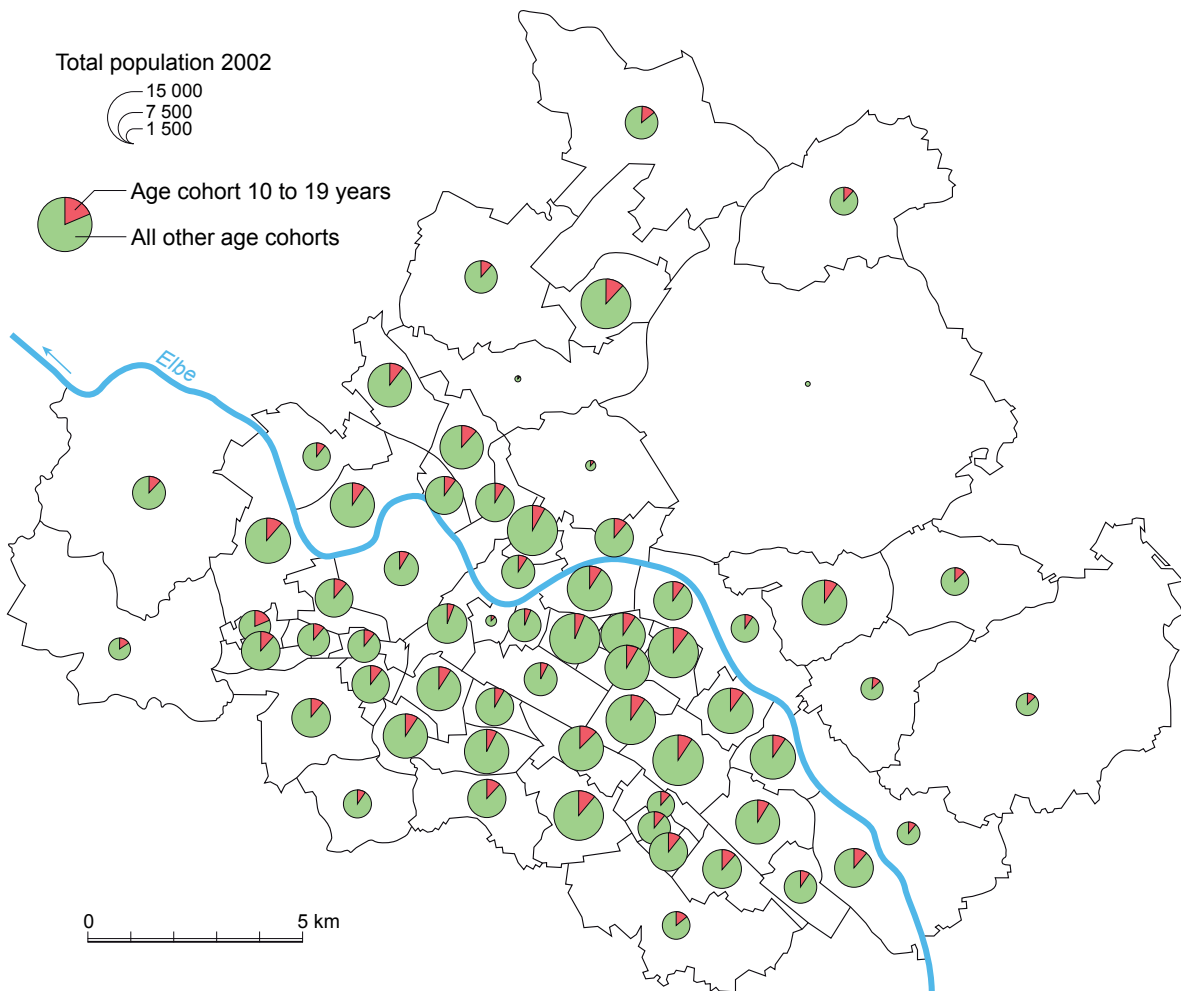 Total population 2002
15 000
7 500
1 500
Age cohort 10 to 19 years
All other age cohorts
Elbe
0 5 km